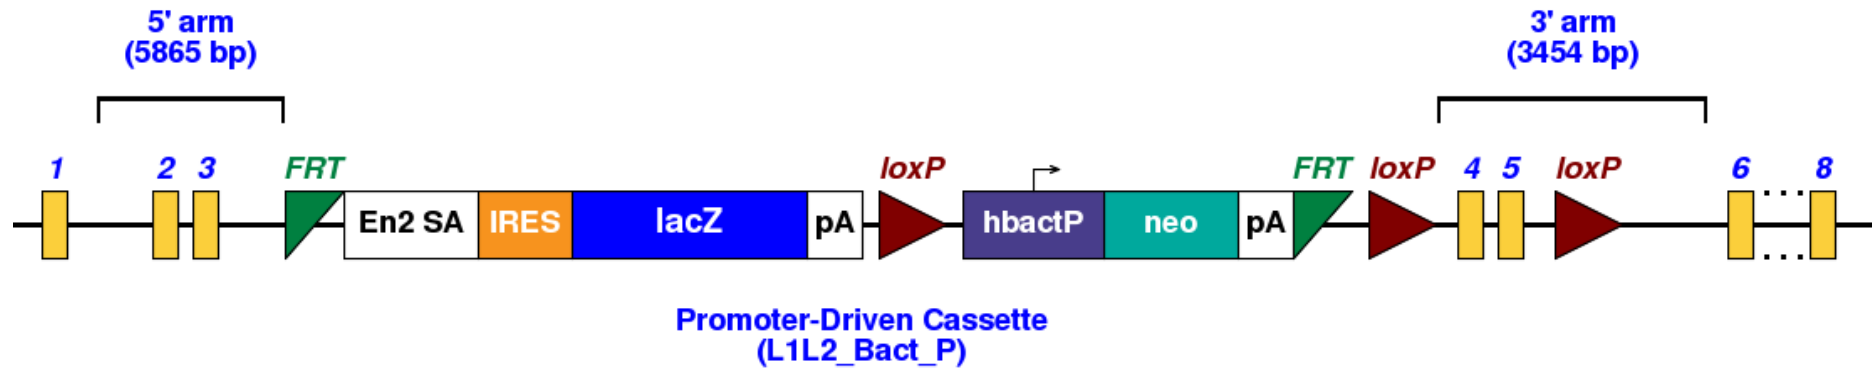 5' arm
(5865 bp)
3' arm
(3454 bp)
1 2 3 FRT loxP FRT loxP 4 5 loxP 6 8
En2 SA IRES lacZ pA hbactP neo pA
Promoter-Driven Cassette
(L1L2_Bact_P)